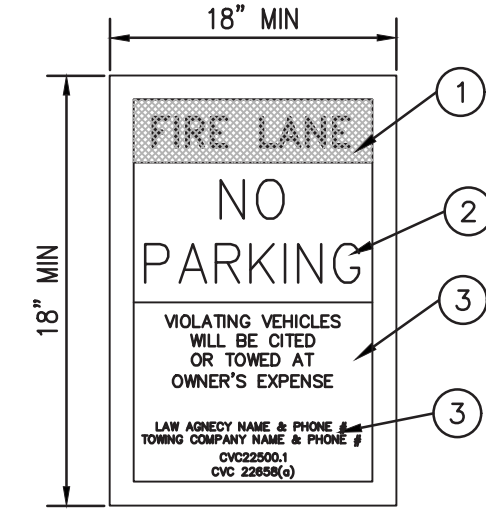 18" MIN
1
FIRE LANE
NO
PARKING
2
18" MIN
3
VIOLATING VEHICLES
WILL BE CITED
OR TOWED AT
OWNER'S EXPENSE
3
LAW AGNECY NAME & PHONE #
TOWING COMPANY NAME & PHONE #
CVC22500.1
CVC 22658(a)